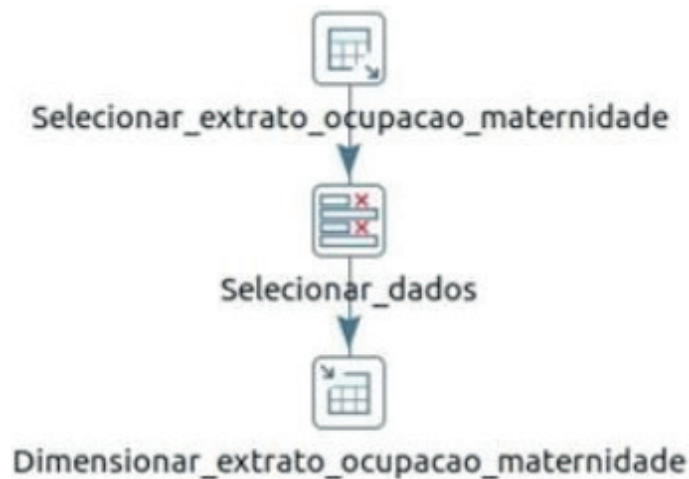 Selecionar_extrato_ocupacao_maternidade
Selecionar_dados
Dimensionar_extrato_ocupacao_maternidade